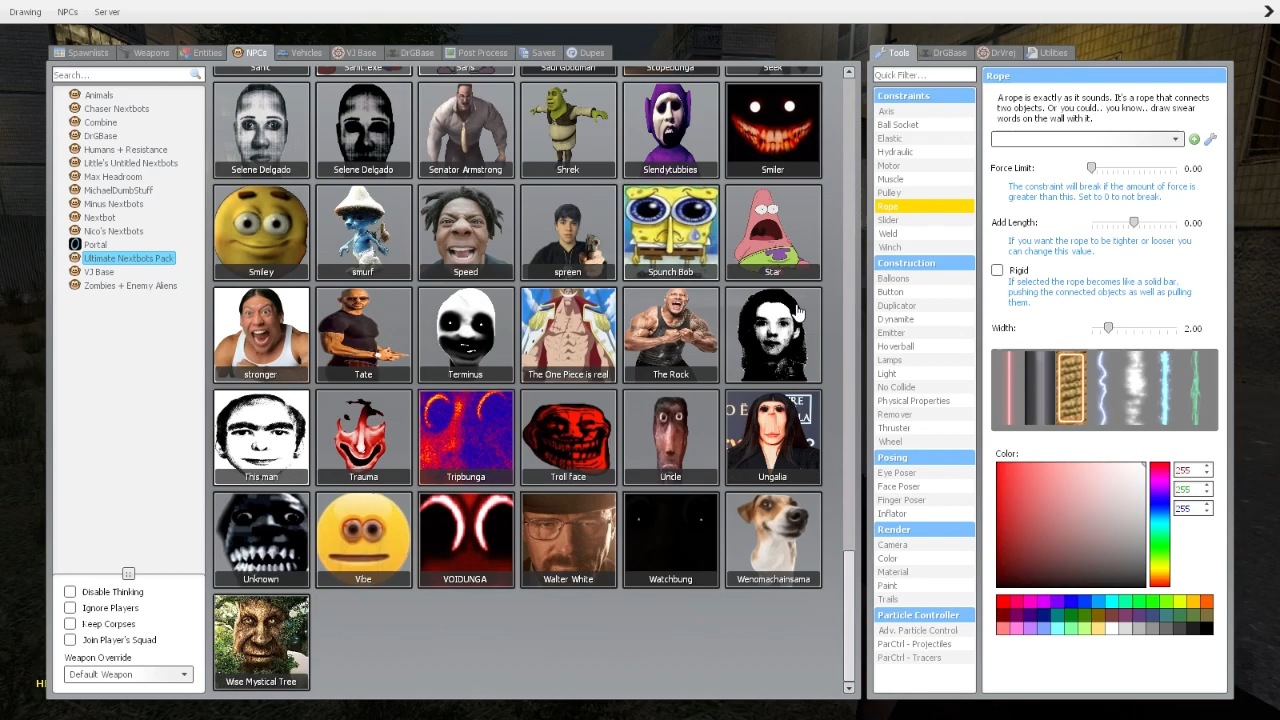 Drawing NPCs Server
Spawnlists Weapons Entities NPCs Vehicles VJ Base DrGBase Post Process Saves Dupes
Search...
Animals
Chaser Nextbots
Combine
DrGBase
Humans + Resistance
Little's Untitled Nextbots
Max Headroom
MichaelDumbStuff
Minus Nextbots
Nextbot
Nico's Nextbots
Portal
Ultimate Nextbots Pack
VJ Base
Zombies + Enemy Aliens
Disable Thinking
Ignore Players
Keep Corpses
Join Player's Squad
Weapon Override
Default Weapon
Sanic Sanic.exe Sans Saul Goodman Scopedunga Seek
Selene Delgado Selene Delgado Senator Armstrong Shrek Slendytubbies Smiler
Smiley smurf Speed spreen Spunch Bob Star
stronger Tate Terminus The One Piece is real The Rock
This man Trauma Tripbunga Troll face Uncle Ungalia
Unknown Vibe VOIDUNGA Walter White Watchbung Wenomachainsama
Wise Mystical Tree
Tools DrGBase DrVrej Utilities
Quick Filter...
Constraints
Axis
Ball Socket
Elastic
Hydraulic
Motor
Muscle
Pulley
Rope
Slider
Weld
Winch
Construction
Balloons
Button
Duplicator
Dynamite
Emitter
Hoverball
Lamps
Light
No Collide
Physical Properties
Remover
Thruster
Wheel
Posing
Eye Poser
Face Poser
Finger Poser
Inflator
Render
Camera
Color
Material
Paint
Trails
Particle Controller
Adv. Particle Control
ParCtrl - Projectiles
ParCtrl - Tracers
Rope
A rope is exactly as it sounds. It's a rope that connects
two objects. Or you could.. you know.. draw swear
words on the wall with it.
Force Limit: 0.00
The constraint will break if the amount of force is
greater than this. Set to 0 to not break.
Add Length: 0.00
If you want the rope to be tighter or looser you
can change this value.
Rigid
If selected the rope becomes like a solid bar,
pushing the connected objects as well as pulling
them.
Width: 2.00
Color:
255
255
255